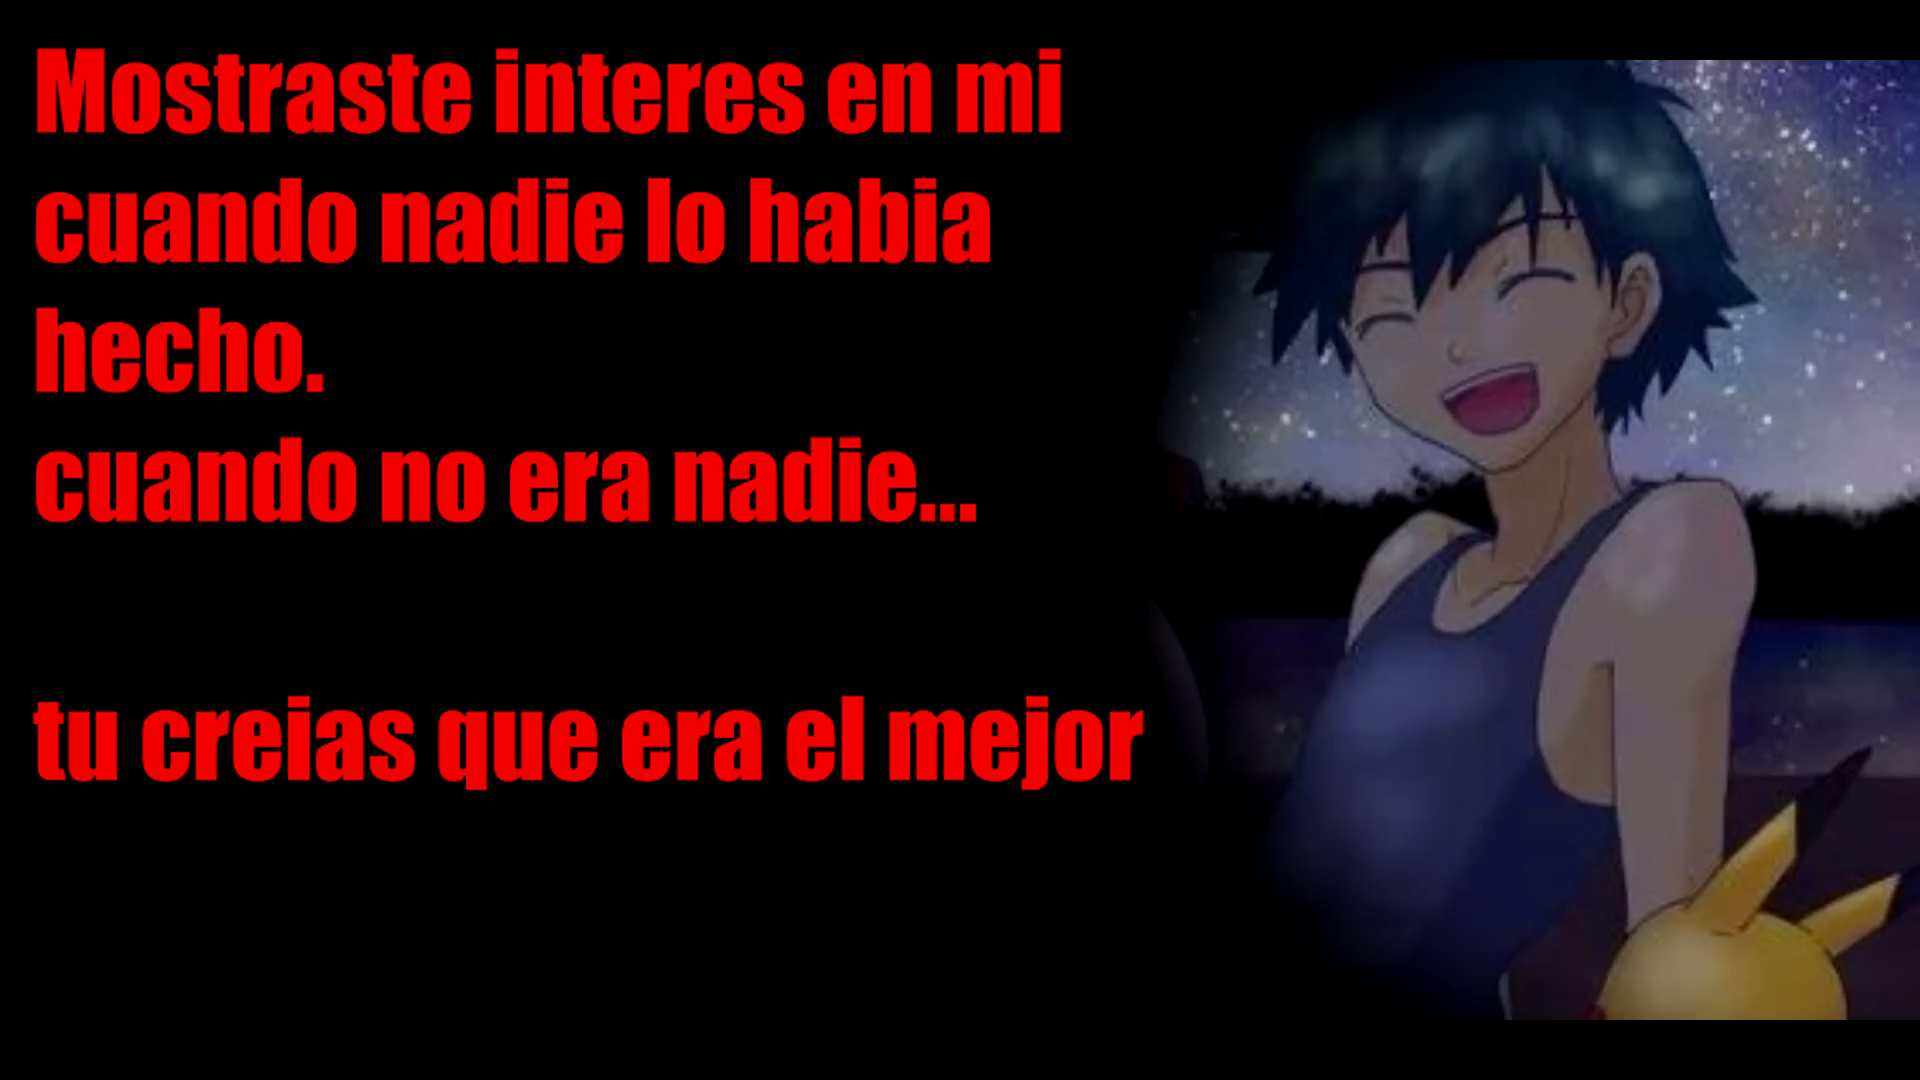 Mostraste interes en mi
cuando nadie lo habia
hecho.
cuando no era nadie...
tu creias que era el mejor